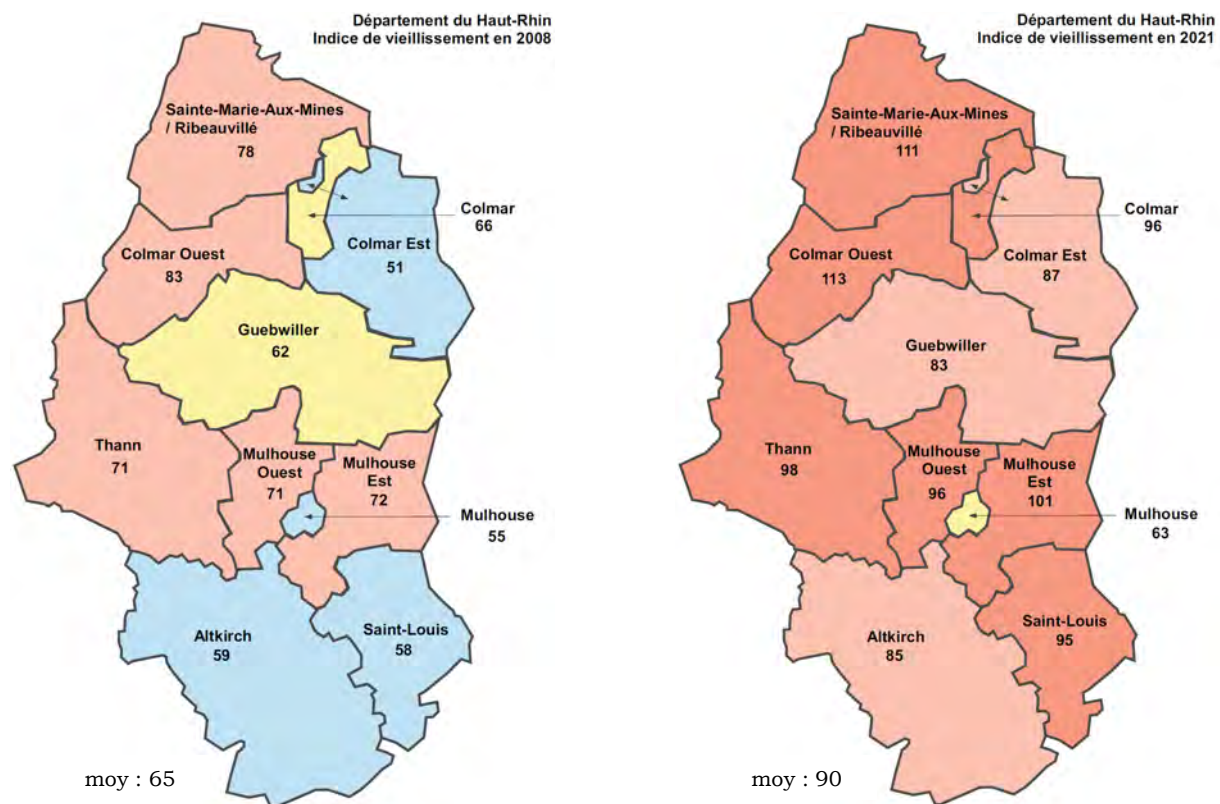 Département du Haut-Rhin
Indice de vieillissement en 2008
Sainte-Marie-Aux-Mines
/ Ribeauvillé
78
Colmar
66
Colmar Ouest
83
Colmar Est
51
Guebwiller
62
Thann
71
Mulhouse
Ouest
71
Mulhouse
Est
72
Mulhouse
55
Altkirch
59
Saint-Louis
58
moy : 65
Département du Haut-Rhin
Indice de vieillissement en 2021
Sainte-Marie-Aux-Mines
/ Ribeauvillé
111
Colmar
96
Colmar Ouest
113
Colmar Est
87
Guebwiller
83
Thann
98
Mulhouse
Ouest
96
Mulhouse
Est
101
Mulhouse
63
Altkirch
85
Saint-Louis
95
moy : 90